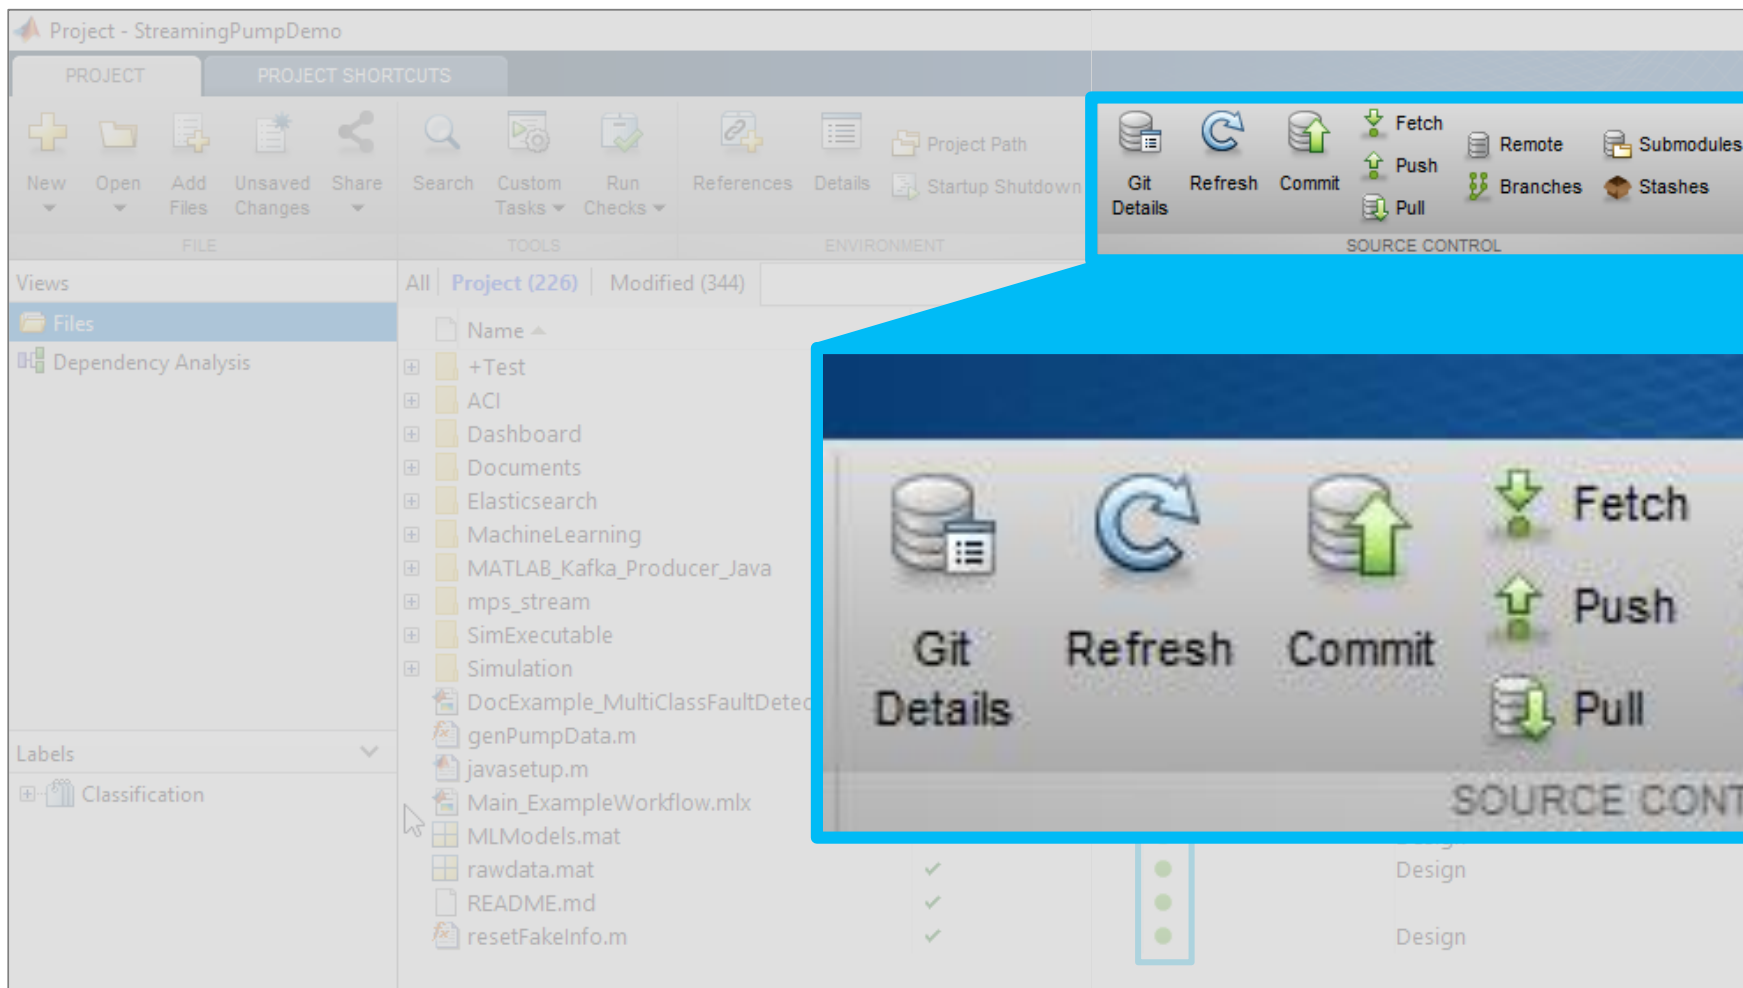 Project - StreamingPumpDemo
PROJECT PROJECT SHORTCUTS
New Open Add Files Unsaved Changes Share
Search Custom Tasks Run Checks
References Details Project Path
Startup Shutdown
Git Details Refresh Commit Fetch
Push
Pull
Remote Submodules
Branches Stashes
FILE TOOLS ENVIRONMENT SOURCE CONTROL
Views
Files
Dependency Analysis
Labels
Classification
All Project (226) Modified (344)
Name
+Test
ACI
Dashboard
Documents
Elasticsearch
MachineLearning
MATLAB_Kafka_Producer_Java
mps_stream
SimExecutable
Simulation
DocExample_MultiClassFaultDetec
genPumpData.m
javasetup.m
Main_ExampleWorkflow.mlx
MLModels.mat
rawdata.mat Design
README.md
resetFakeInfo.m Design
Git Details Refresh Commit Fetch
Push
Pull
SOURCE CONT